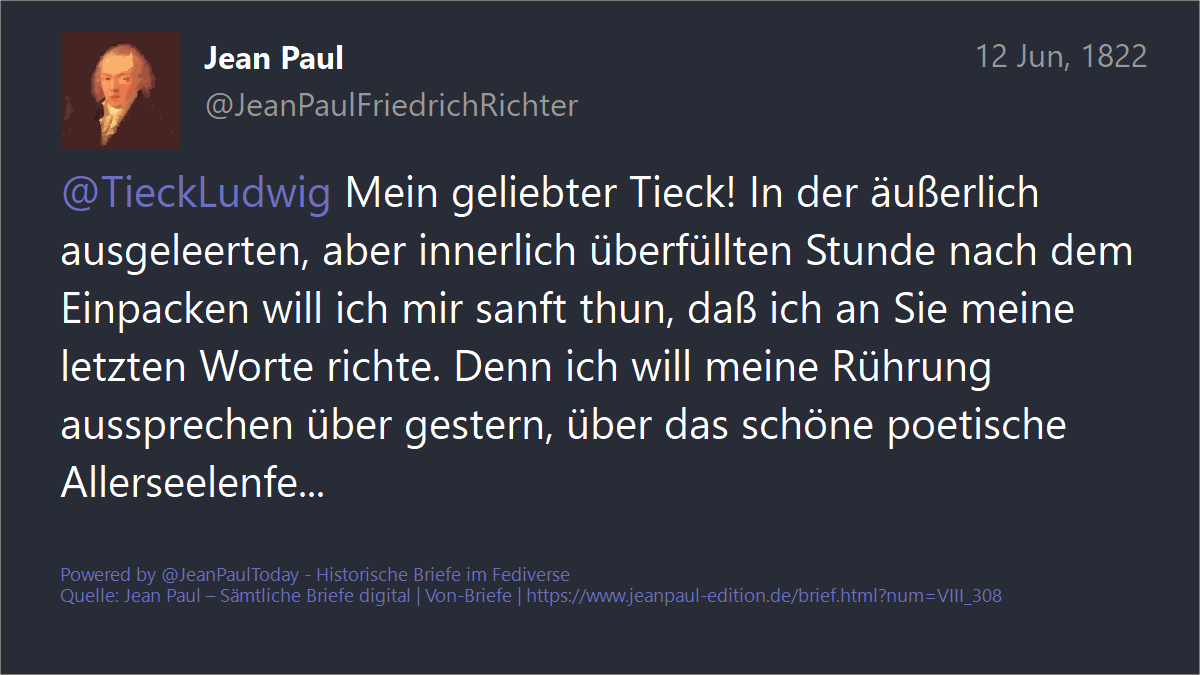 Jean Paul
12 Jun, 1822
@JeanPaulFriedrichRichter
@TieckLudwig Mein geliebter Tieck! In der äußerlich
ausgeleerten, aber innerlich überfüllten Stunde nach dem
Einpacken will ich mir sanft thun, daß ich an Sie meine
letzten Worte richte. Denn ich will meine Rührung
aussprechen über gestern, über das schöne poetische
Allerseelenfe...
Powered by @JeanPaulToday - Historische Briefe im Fediverse
Quelle: Jean Paul – Sämtliche Briefe digital | Von-Briefe | https://www.jeanpaul-edition.de/brief.html?num=VIII_308